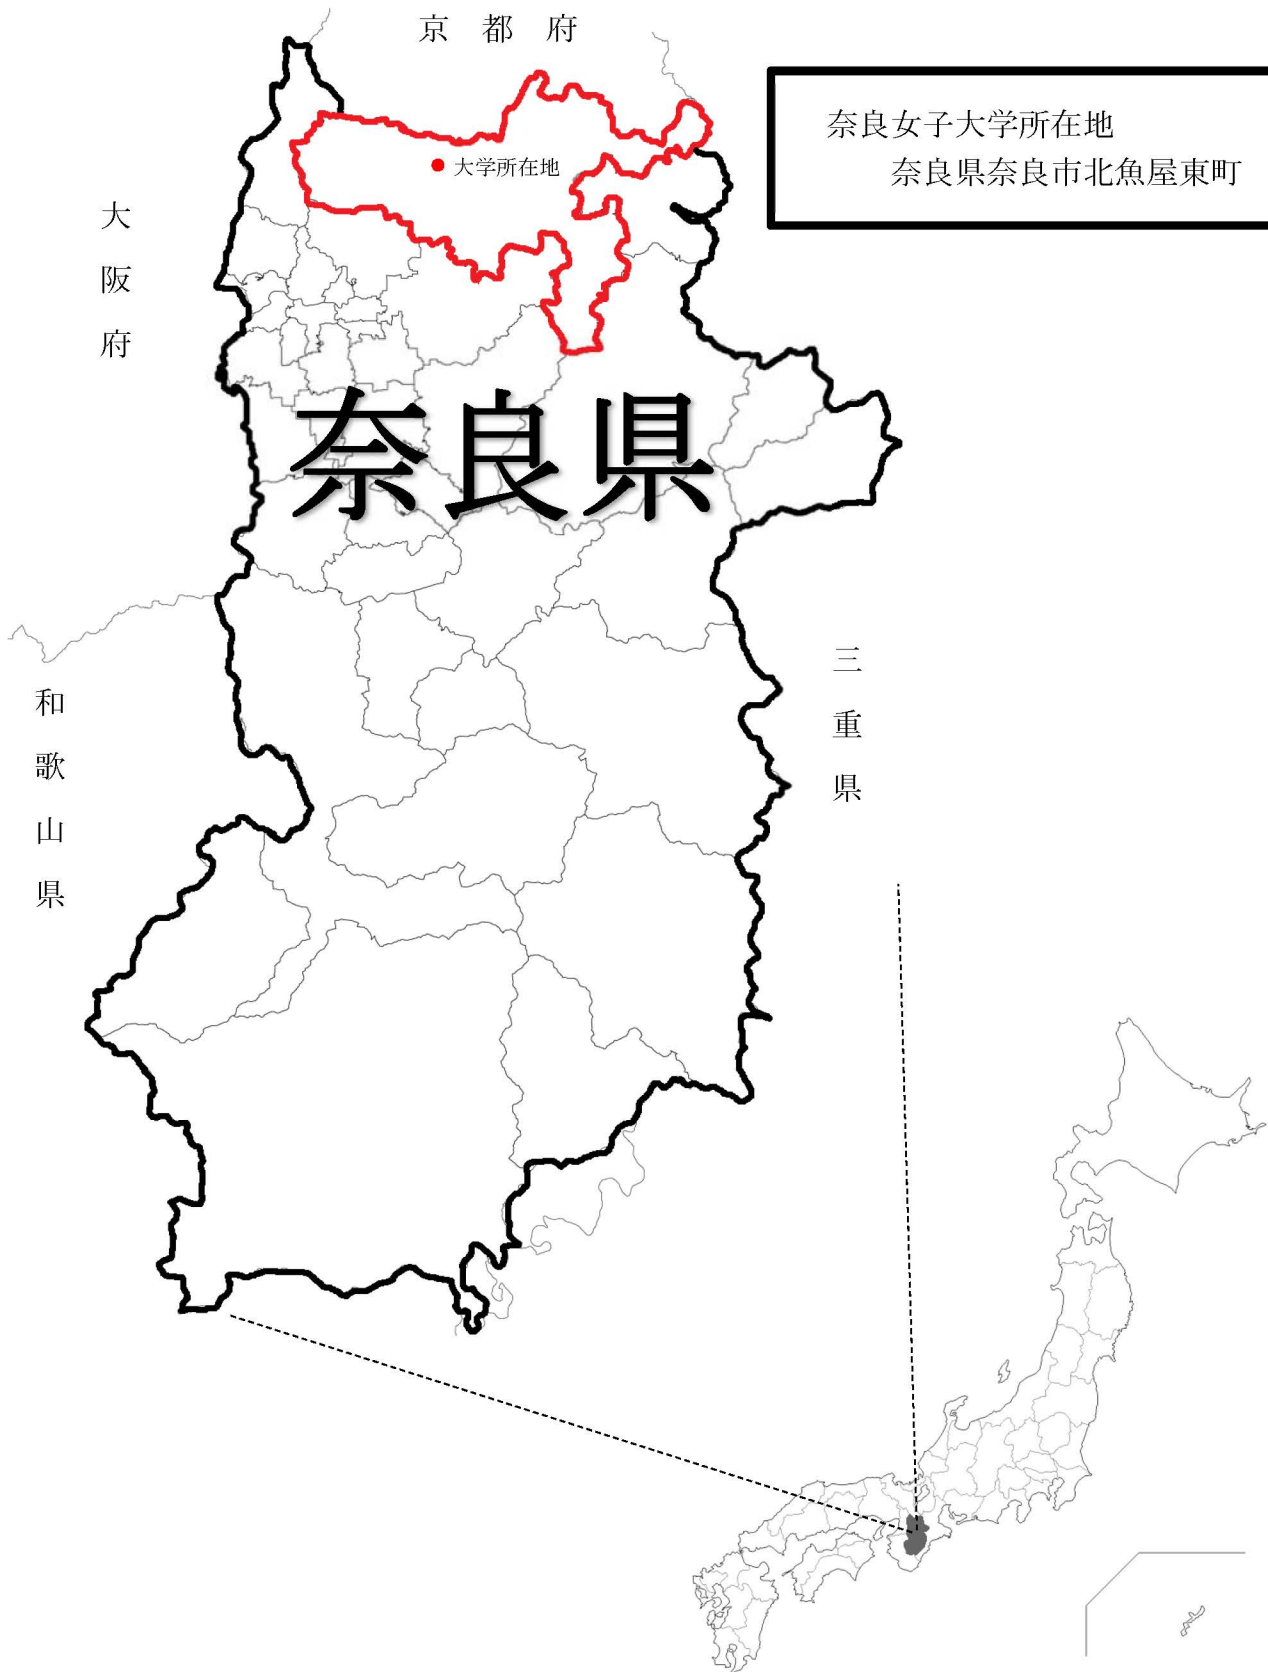 京都府
奈良女子大学所在地
奈良県奈良市北魚屋東町
大学所在地
大阪府
奈良県
三重県
和歌山県